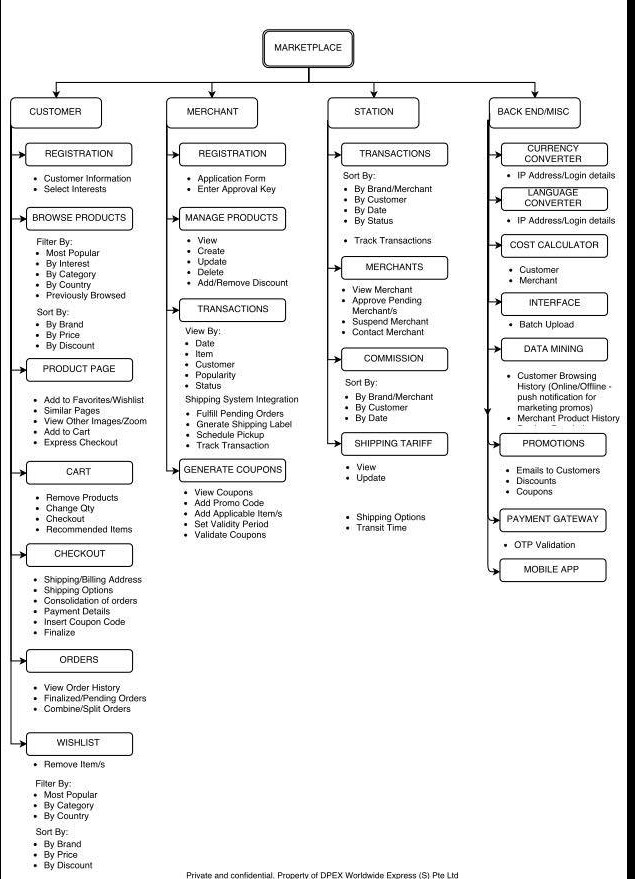 MARKETPLACE
CUSTOMER
REGISTRATION
Customer Information
Select Interests
BROWSE PRODUCTS
Filter By:
Most Popular
By Interest
By Category
By Country
Previously Browsed
Sort By:
By Brand
By Price
By Discount
PRODUCT PAGE
Add to Favorites/Wishlist
Similar Pages
View Other Images/Zoom
Add to Cart
Express Checkout
CART
Remove Products
Change Qty
Checkout
Recommended Items
CHECKOUT
Shipping/Billing Address
Shipping Options
Consolidation of orders
Payment Details
Insert Coupon Code
Finalize
ORDERS
View Order History
Finalized/Pending Orders
Combine/Split Orders
WISHLIST
Remove Item/s
Filter By:
Most Popular
By Category
By Country
Sort By:
By Brand
By Price
By Discount
MERCHANT
REGISTRATION
Application Form
Enter Approval Key
MANAGE PRODUCTS
View
Create
Update
Delete
Add/Remove Discount
TRANSACTIONS
View By:
Date
Item
Customer
Popularity
Status
Shipping System Integration
Fulfill Pending Orders
Gnerate Shipping Label
Schedule Pickup
Track Transaction
GENERATE COUPONS
View Coupons
Add Promo Code
Add Applicable Item/s
Set Validity Period
Validate Coupons
STATION
TRANSACTIONS
Sort By:
By Brand/Merchant
By Customer
By Date
By Status
Track Transactions
MERCHANTS
View Merchant
Approve Pending
Merchant/s
Suspend Merchant
Contact Merchant
COMMISSION
Sort By:
By Brand/Merchant
By Customer
By Date
SHIPPING TARIFF
View
Update
Shipping Options
Transit Time
BACK END/MISC
CURRENCY
CONVERTER
IP Address/Login details
LANGUAGE
CONVERTER
IP Address/Login details
COST CALCULATOR
Customer
Merchant
INTERFACE
Batch Upload
DATA MINING
Customer Browsing
History (Online/Offline -
push notification for
marketing promos)
Merchant Product History
PROMOTIONS
Emails to Customers
Discounts
Coupons
PAYMENT GATEWAY
OTP Validation
MOBILE APP
Private and confidential. Property of DPEX Worldwide Express (S) Pte Ltd